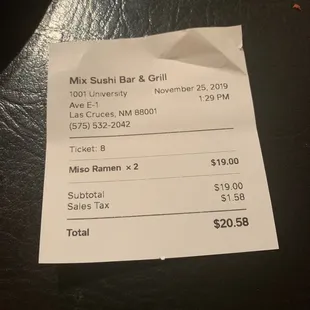 Mix Sushi Bar & Grill
1001 University November 25, 2019
Ave E-1 1:29 PM
Las Cruces, NM 88001
(575) 532-2042
Ticket: 8
Miso Ramen × 2 $19.00
Subtotal $19.00
Sales Tax $1.58
Total $20.58